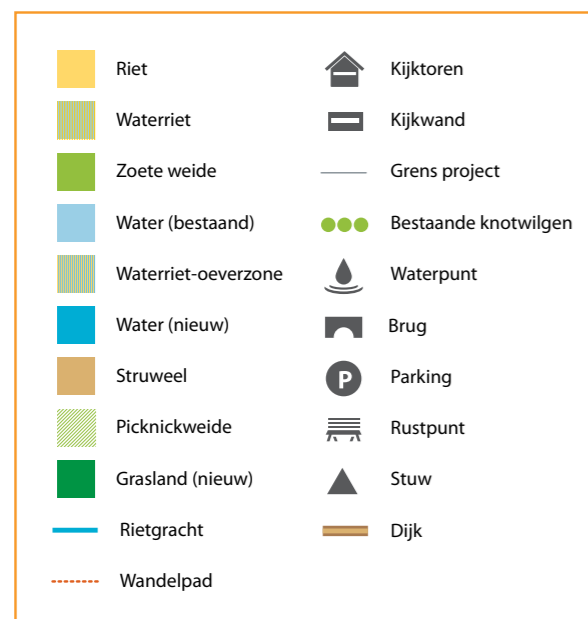 Riet
Waterriet
Zoete weide
Water (bestaand)
Waterriet-oeverzone
Water (nieuw)
Struweel
Picknickweide
Grasland (nieuw)
Rietgracht
Wandelpad
Kijktoren
Kijkwand
Grens project
Bestaande knotwilgen
Waterpunt
Brug
P
Parking
Rustpunt
Stuw
Dijk